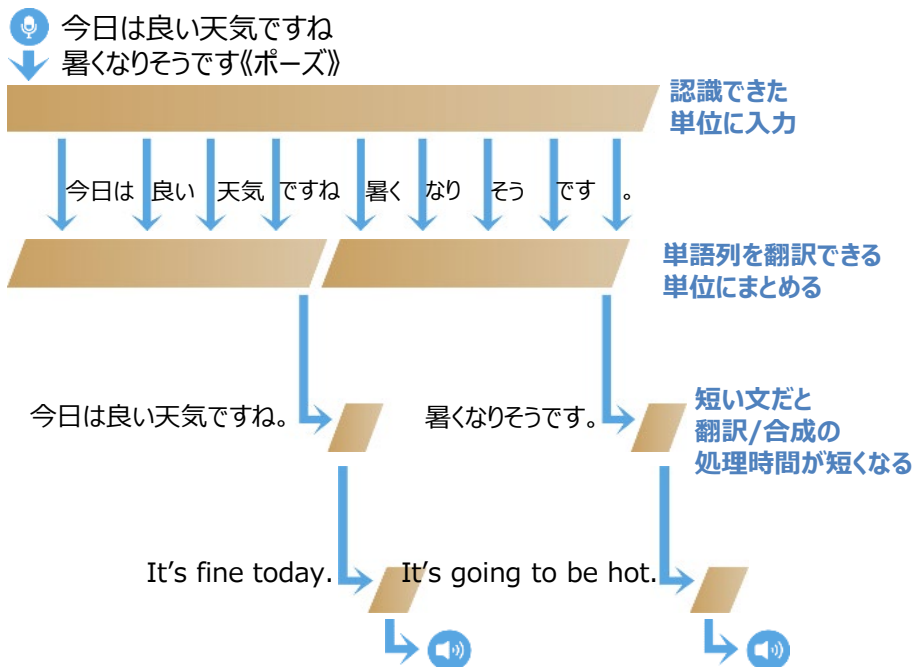 今日は良い天気ですね
暑くなりそうです《ポーズ》
認識できた
単位に入力
今日は 良い 天気 ですね 暑く なり そう です 。
単語列を翻訳できる
単位にまとめる
今日は良い天気ですね。
暑くなりそうです。
短い文だと
翻訳/合成の
処理時間が短くなる
It's fine today.
It's going to be hot.